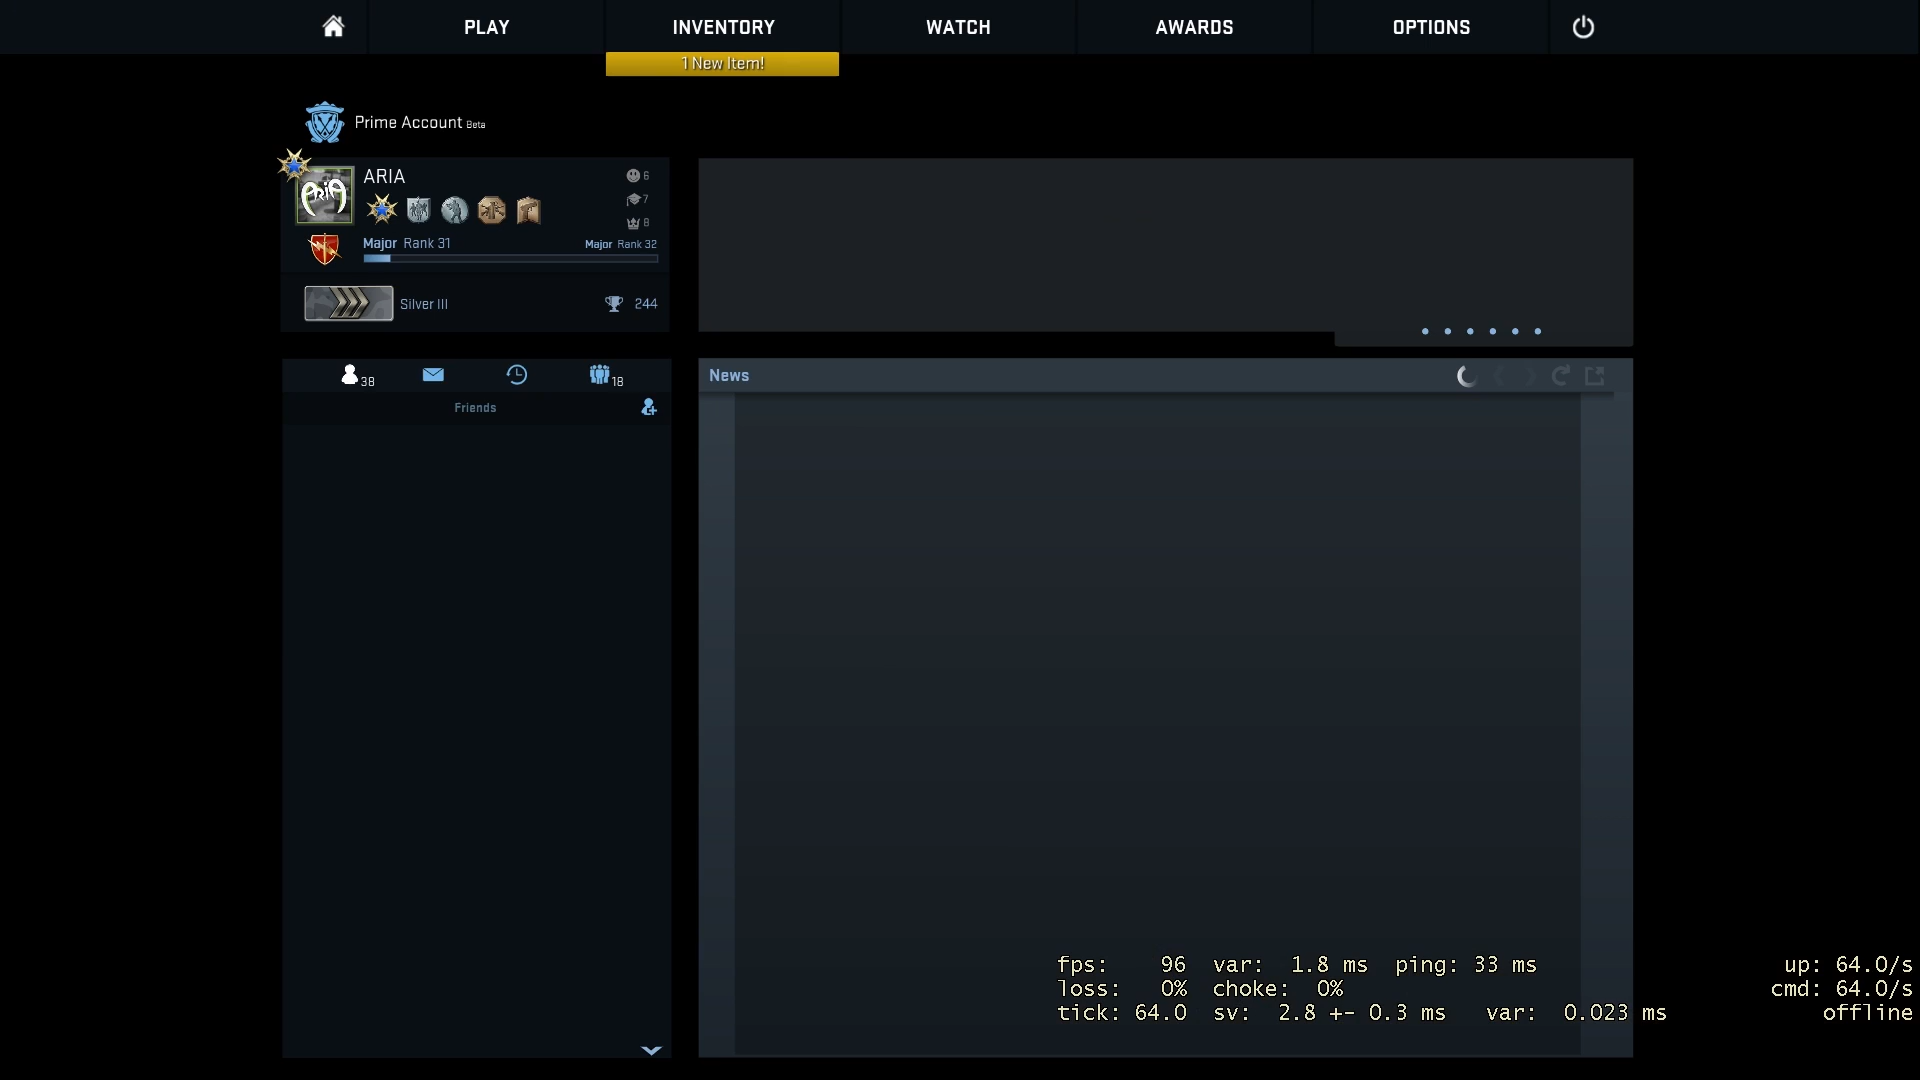 PLAY
INVENTORY
WATCH
AWARDS
OPTIONS
1 New Item!
Prime Account Beta
ARIA
ARIA
6
7
8
Major Rank 31
Major Rank 32
Silver III
244
38
18
Friends
News
fps: 96 var: 1.8 ms ping: 33 ms
loss: 0% choke: 0%
tick: 64.0 sv: 2.8 +- 0.3 ms var: 0.023 ms
up: 64.0/s
cmd: 64.0/s
offline